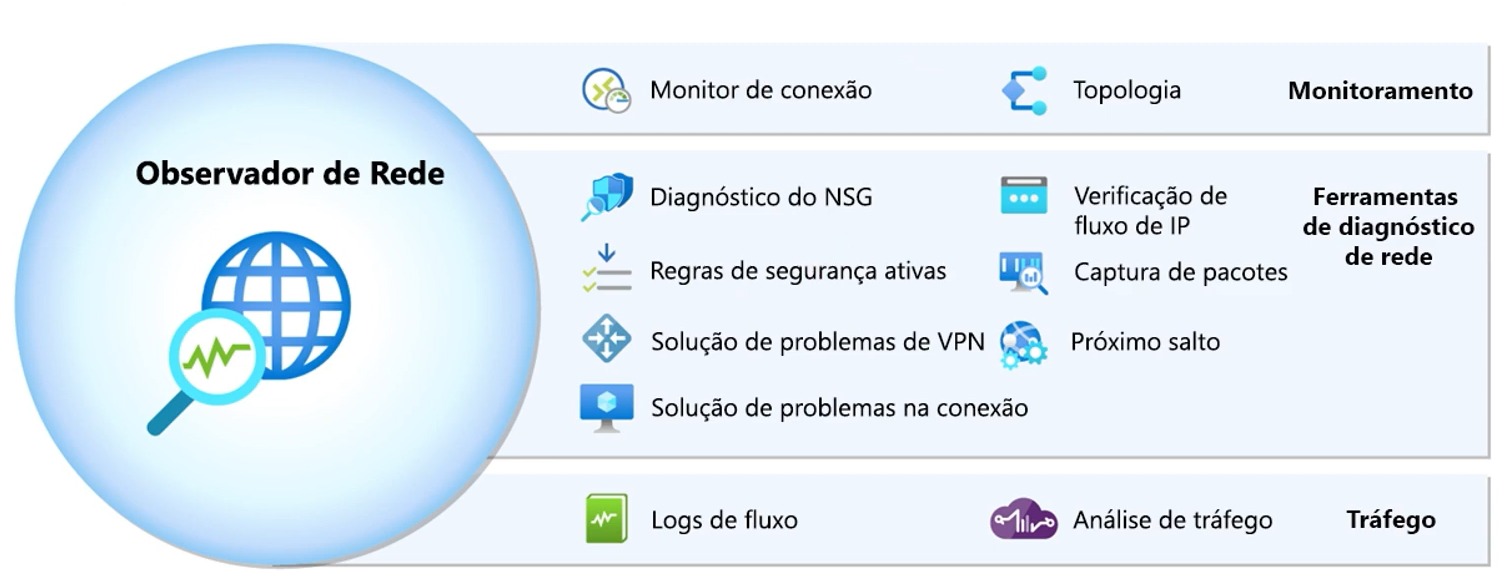 Observador de Rede
Monitor de conexão
Topologia
Monitoramento
Diagnóstico do NSG
Verificação de
fluxo de IP
Ferramentas
de diagnóstico
de rede
Regras de segurança ativas
Captura de pacotes
Solução de problemas de VPN
Próximo salto
Solução de problemas na conexão
Logs de fluxo
Análise de tráfego
Tráfego